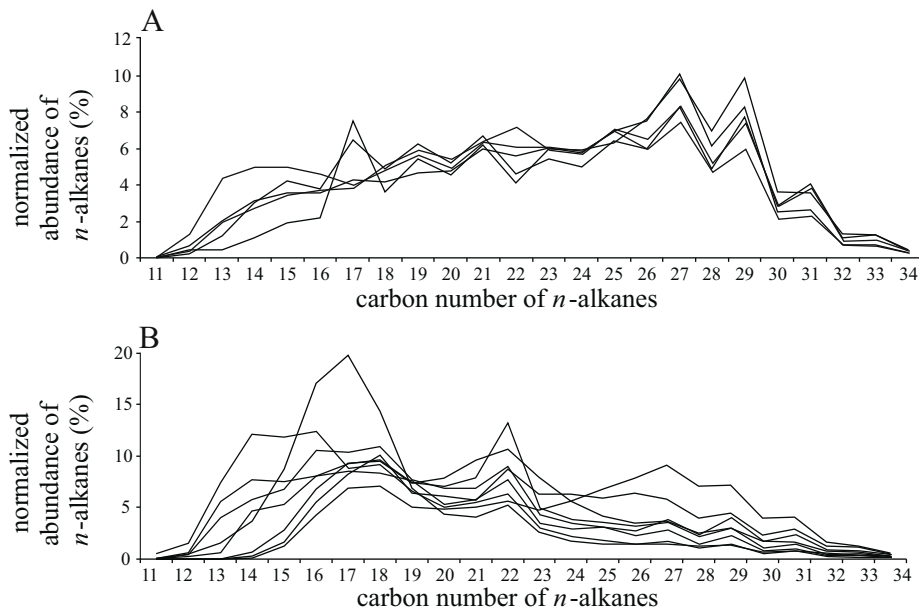 A
12
10
8
6
4
2
0
normalized
abundance of
n-alkanes (%)
11 12 13 14 15 16 17 18 19 20 21 22 23 24 25 26 27 28 29 30 31 32 33 34
carbon number of n-alkanes
B
20
15
10
5
0
normalized
abundance of
n-alkanes (%)
11 12 13 14 15 16 17 18 19 20 21 22 23 24 25 26 27 28 29 30 31 32 33 34
carbon number of n-alkanes